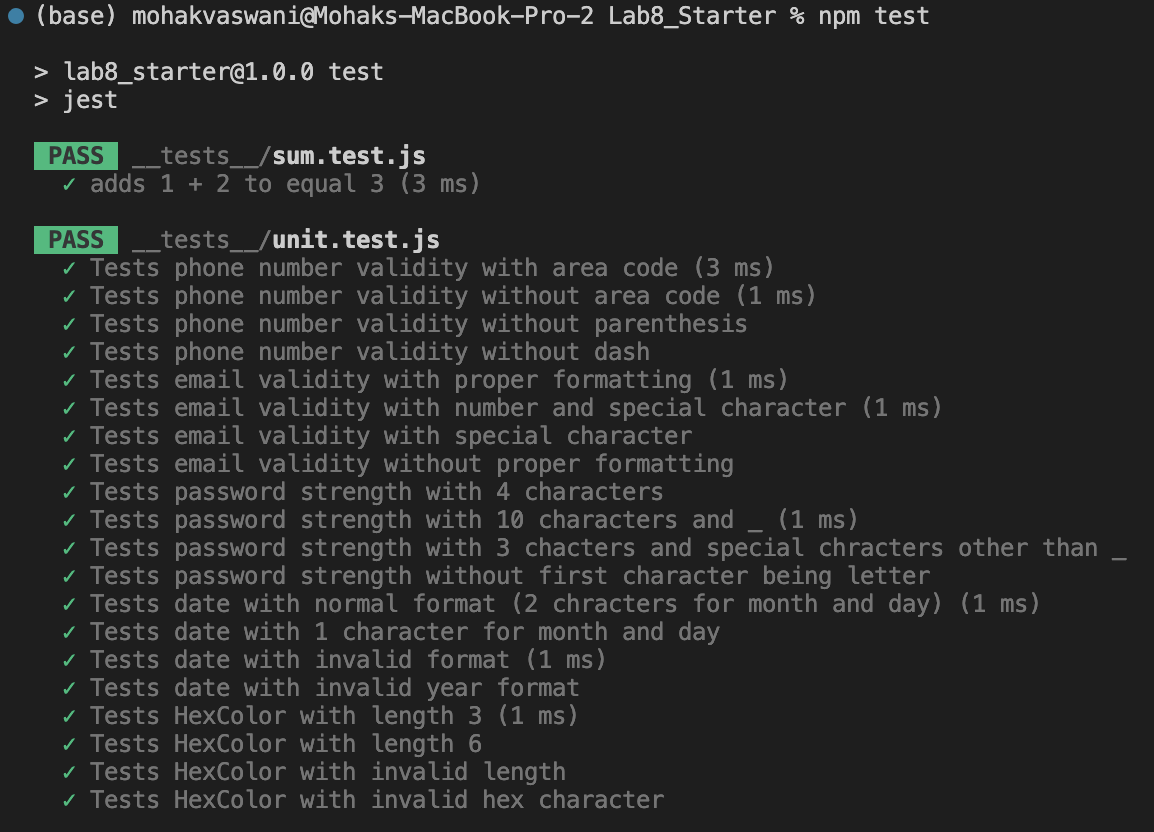 (base) mohakvaswani@Mohaks-MacBook-Pro-2 Lab8_Starter % npm test
> lab8_starter@1.0.0 test
> jest
PASS __tests__/sum.test.js
✓ adds 1 + 2 to equal 3 (3 ms)
PASS __tests__/unit.test.js
✓ Tests phone number validity with area code (3 ms)
✓ Tests phone number validity without area code (1 ms)
✓ Tests phone number validity without parenthesis
✓ Tests phone number validity without dash
✓ Tests email validity with proper formatting (1 ms)
✓ Tests email validity with number and special character (1 ms)
✓ Tests email validity with special character
✓ Tests email validity without proper formatting
✓ Tests password strength with 4 characters
✓ Tests password strength with 10 characters and _ (1 ms)
✓ Tests password strength with 3 chacters and special chracters other than _
✓ Tests password strength without first character being letter
✓ Tests date with normal format (2 chracters for month and day) (1 ms)
✓ Tests date with 1 character for month and day
✓ Tests date with invalid format (1 ms)
✓ Tests date with invalid year format
✓ Tests HexColor with length 3 (1 ms)
✓ Tests HexColor with length 6
✓ Tests HexColor with invalid length
✓ Tests HexColor with invalid hex character